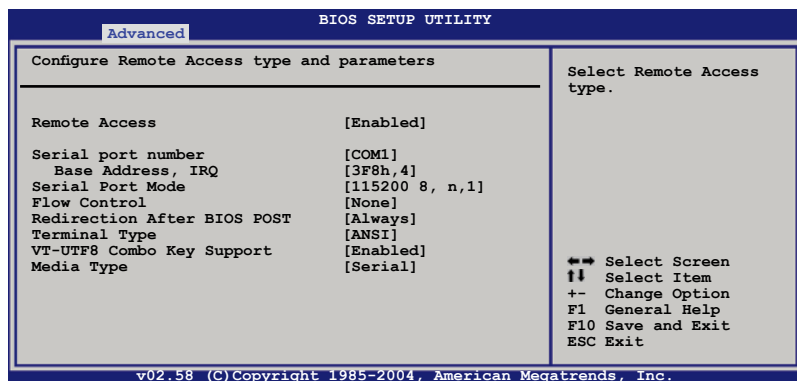 BIOS SETUP UTILITY
Advanced
Configure Remote Access type and parameters
Remote Access [Enabled]
Serial port number [COM1]
Base Address, IRQ [3F8h,4]
Serial Port Mode [115200 8, n,1]
Flow Control [None]
Redirection After BIOS POST [Always]
Terminal Type [ANSI]
VT-UTF8 Combo Key Support [Enabled]
Media Type [Serial]
Select Remote Access
type.
Select Screen
Select Item
+- Change Option
F1 General Help
F10 Save and Exit
ESC Exit
v02.58 (C)Copyright 1985-2004, American Megatrends, Inc.